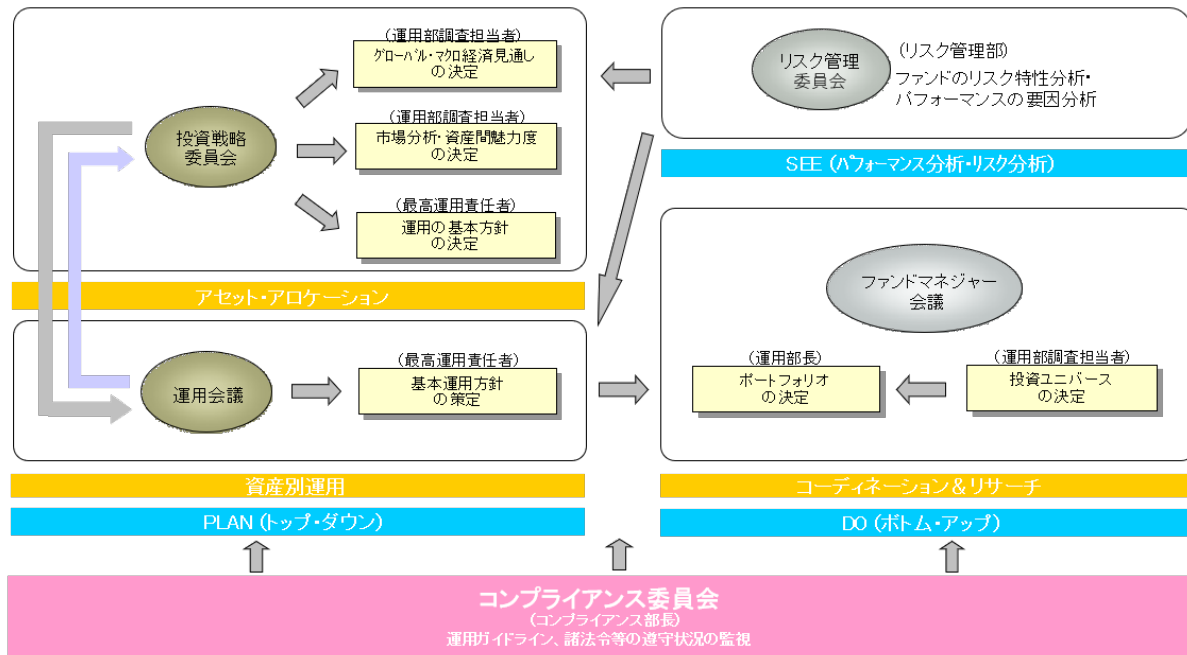 (運用部調査担当者)
グローバル・マクロ経済見通し
の決定
投資戦略
委員会
(運用部調査担当者)
市場分析・資産間魅力度
の決定
(最高運用責任者)
運用の基本方針
の決定
アセット・アロケーション
リスク管理
委員会
(リスク管理部)
ファンドのリスク特性分析・
パフォーマンスの要因分析
SEE (パフォーマンス分析・リスク分析)
運用会議
(最高運用責任者)
基本運用方針
の策定
資産別運用
PLAN (トップ・ダウン)
ファンドマネジャー
会議
(運用部長)
ポートフォリオ
の決定
(運用部調査担当者)
投資ユニバース
の決定
コーディネーション&リサーチ
DO (ボトム・アップ)
コンプライアンス委員会
(コンプライアンス部長)
運用ガイドライン、諸法令等の遵守状況の監視